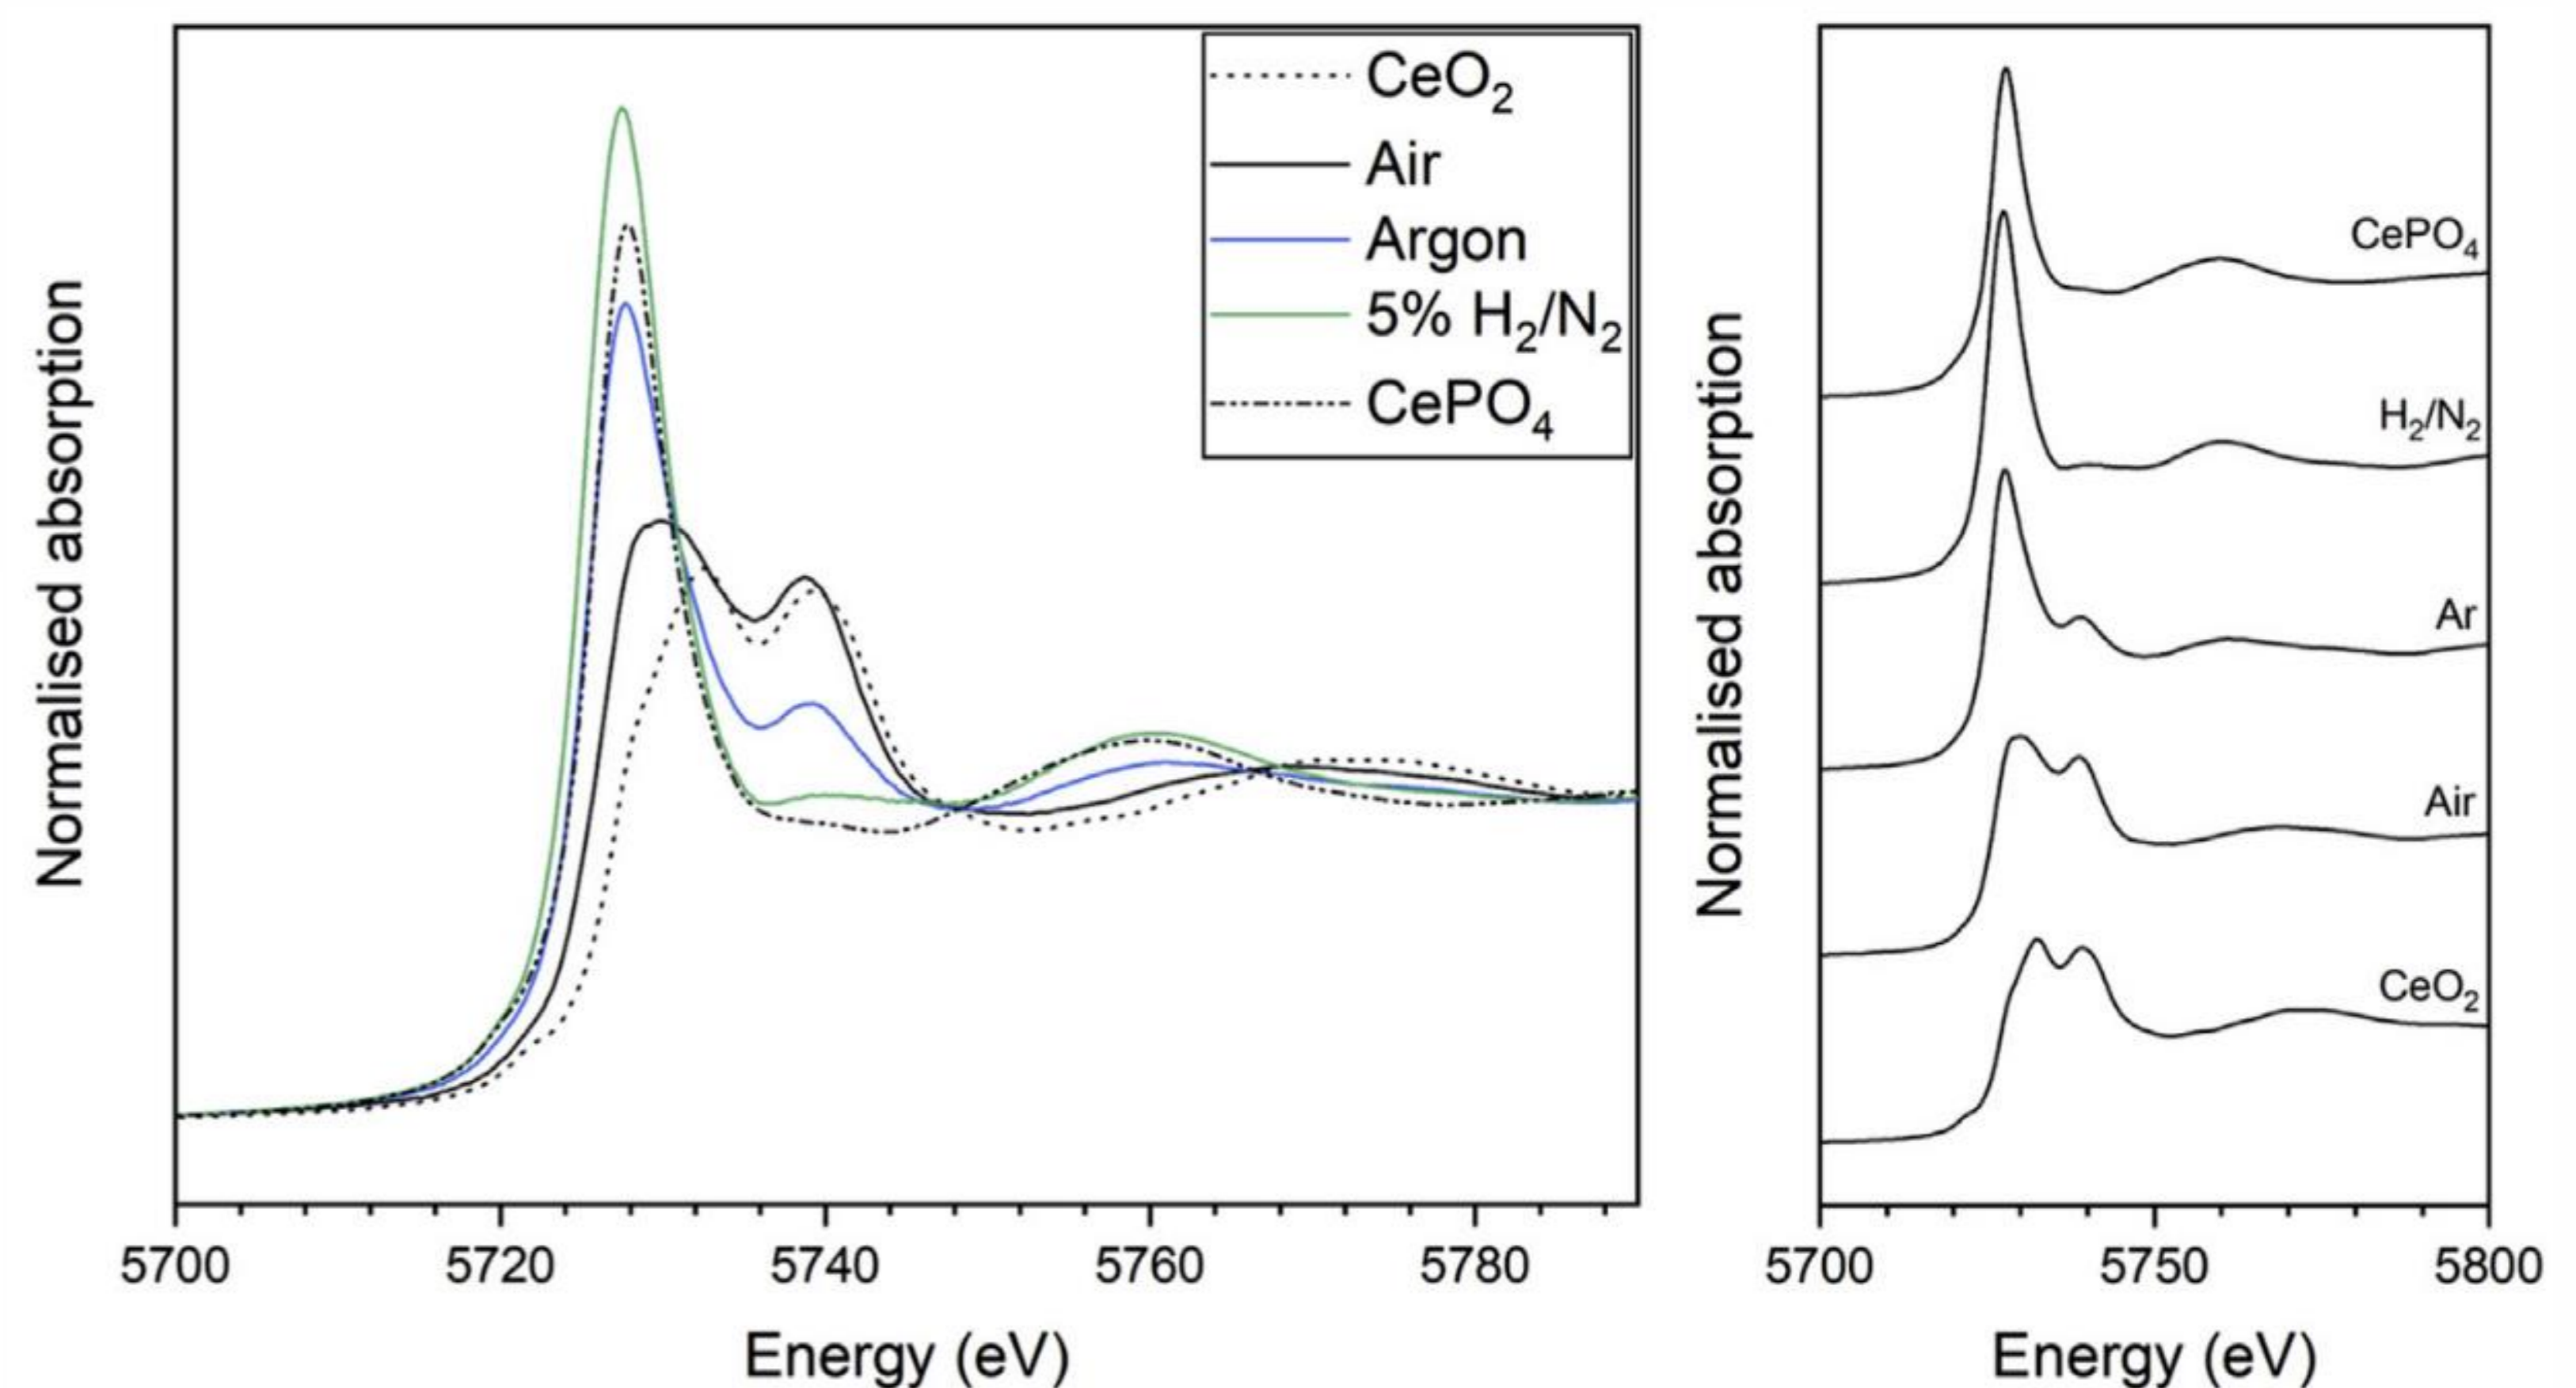 Normalised absorption
CeO₂
Air
Argon
5% H₂/N₂
CePO₄
5700 5720 5740 5760 5780
Energy (eV)
Normalised absorption
CePO₄
H₂/N₂
Ar
Air
CeO₂
5700 5750 5800
Energy (eV)